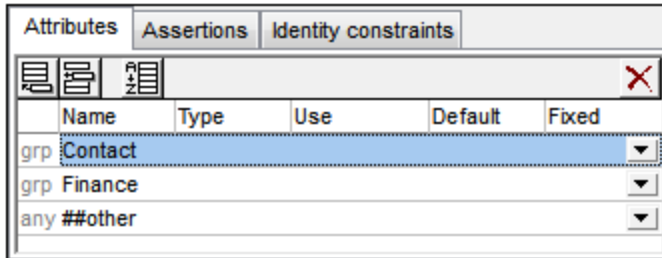 Attributes Assertions Identity constraints
A Z
Name Type Use Default Fixed
grp Contact
grp Finance
any ##other